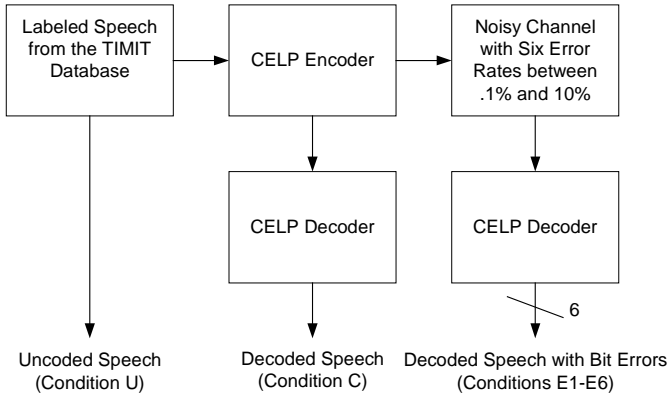 Labeled Speech
from the TIMIT
Database
CELP Encoder
Noisy Channel
with Six Error
Rates between
.1% and 10%
CELP Decoder
CELP Decoder
6
Uncoded Speech
(Condition U)
Decoded Speech
(Condition C)
Decoded Speech with Bit Errors
(Conditions E1-E6)